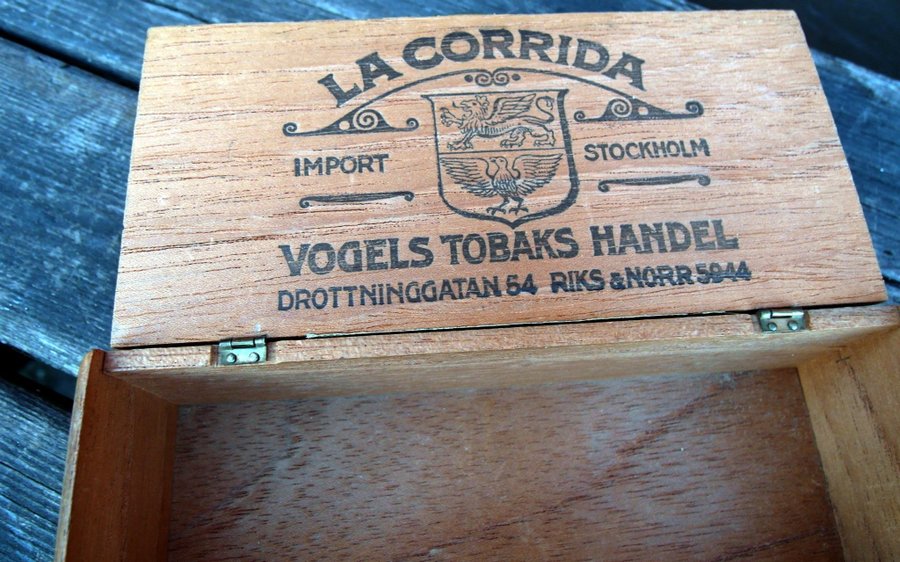 LA CORRIDA
IMPORT STOCKHOLM
VOGELS TOBAKS HANDEL
DROTTNINGGATAN 54 RIKS & NORR 5944